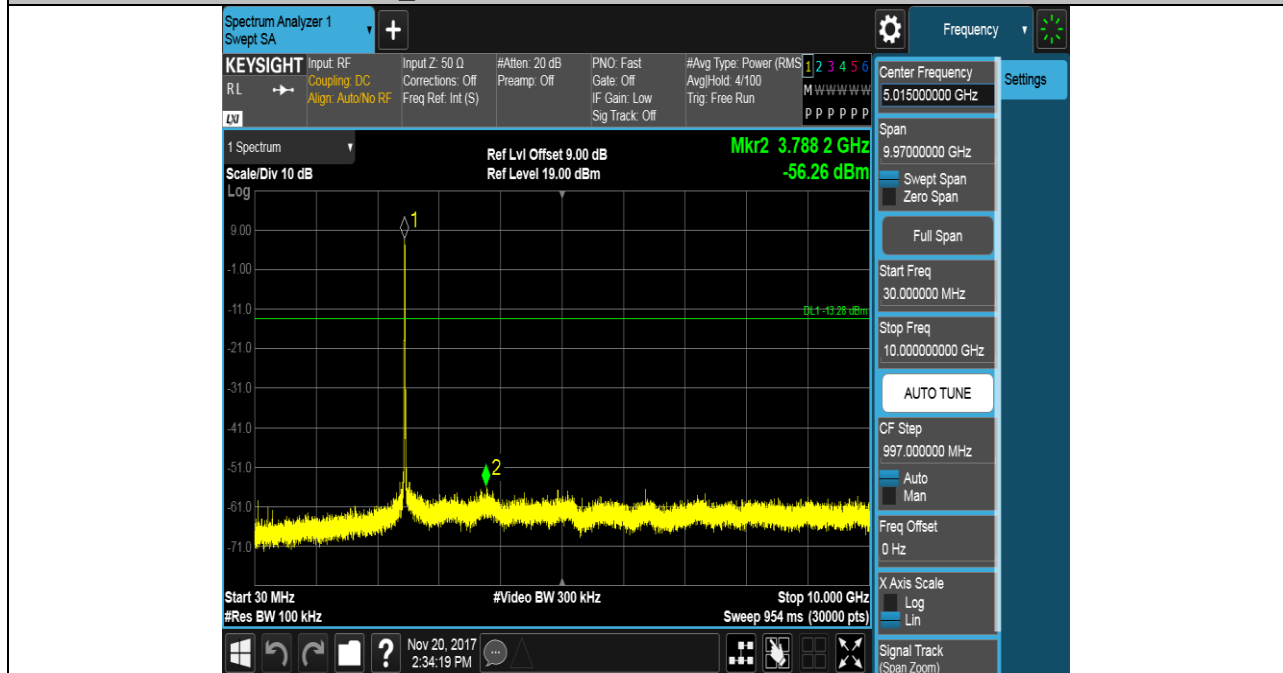 Spectrum Analyzer 1
Swept SA
+
Frequency
KEYSIGHT
RL
LXI
Input: RF
Coupling: DC
Align: Auto/No RF
Input Z: 50 Ω
Corrections: Off
Freq Ref: Int (S)
#Atten: 20 dB
Preamp: Off
PNO: Fast
Gate: Off
IF Gain: Low
Sig Track: Off
#Avg Type: Power (RMS
Avg|Hold: 4/100
Trig: Free Run
1 2 3 4 5 6
M W W W W W
P P P P P P
1 Spectrum
Scale/Div 10 dB
Log
Ref Lvl Offset 9.00 dB
Ref Level 19.00 dBm
Mkr2 3.788 2 GHz
-56.26 dBm
9.00
-1.00
-11.0
-21.0
-31.0
-41.0
-51.0
-61.0
-71.0
1
2
DL1 -13.28 dBm
Start 30 MHz
#Res BW 100 kHz
#Video BW 300 kHz
Stop 10.000 GHz
Sweep 954 ms (30000 pts)
Center Frequency
5.015000000 GHz
Span
9.97000000 GHz
Swept Span
Zero Span
Full Span
Start Freq
30.000000 MHz
Stop Freq
10.000000000 GHz
AUTO TUNE
CF Step
997.000000 MHz
Auto
Man
Freq Offset
0 Hz
X Axis Scale
Log
Lin
Signal Track
(Span Zoom)
Settings
?
Nov 20, 2017
2:34:19 PM